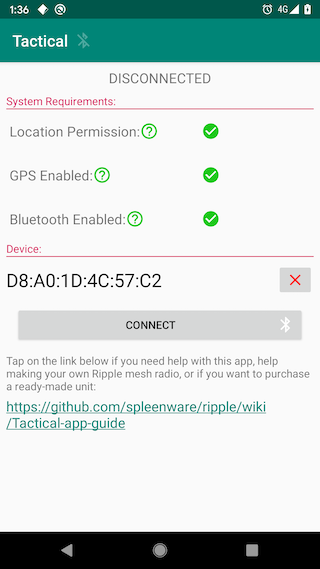 1:36
4G
Tactical
DISCONNECTED
System Requirements:
Location Permission:
GPS Enabled:
Bluetooth Enabled:
Device:
D8:A0:1D:4C:57:C2
CONNECT
Tap on the link below if you need help with this app, help
making your own Ripple mesh radio, or if you want to purchase
a ready-made unit:
https://github.com/spleenware/ripple/wiki
/Tactical-app-guide